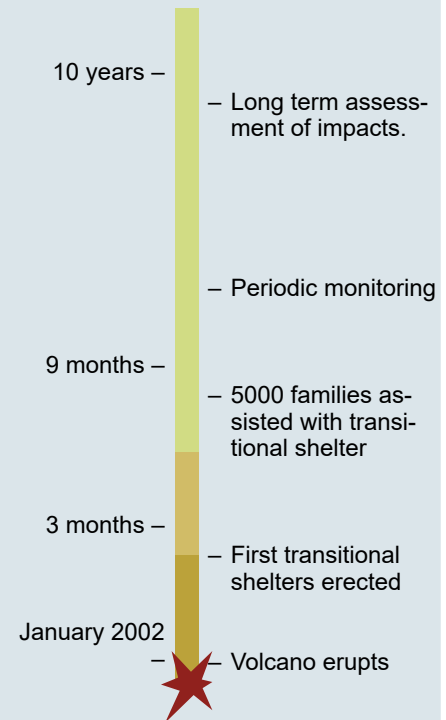 10 years –
– Long term assess-
ment of impacts.
– Periodic monitoring
9 months –
– 5000 families as-
sisted with transi-
tional shelter
3 months –
– First transitional
shelters erected
January 2002
–
– Volcano erupts